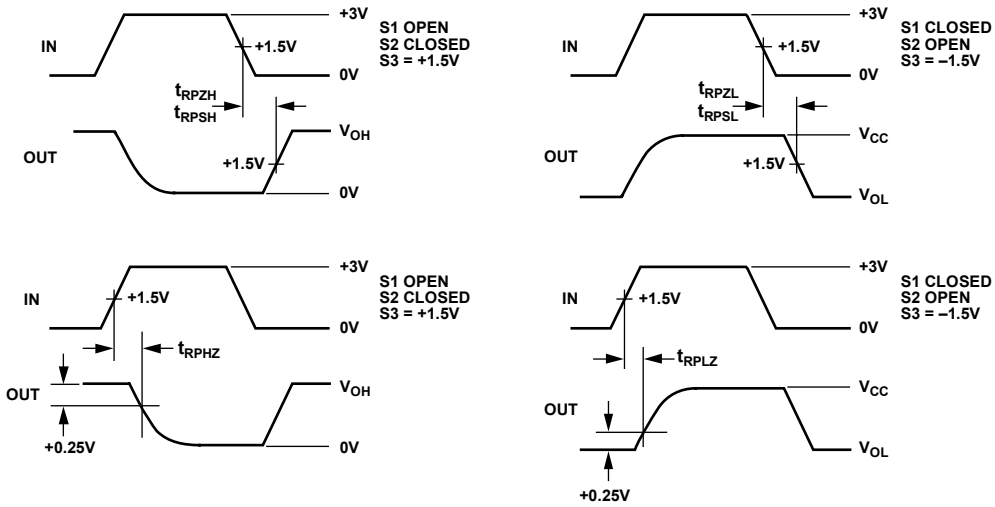 +3V
IN
+1.5V
0V
S1 OPEN
S2 CLOSED
S3 = +1.5V
tRPZH
tRPSH
VOH
OUT
+1.5V
0V
+3V
IN
+1.5V
0V
S1 CLOSED
S2 OPEN
S3 = –1.5V
tRPZL
tRPSL
VCC
OUT
+1.5V
VOL
+3V
IN
+1.5V
0V
S1 OPEN
S2 CLOSED
S3 = +1.5V
tRPHZ
VOH
OUT
+0.25V
0V
+3V
IN
+1.5V
0V
S1 CLOSED
S2 OPEN
S3 = –1.5V
tRPLZ
VCC
OUT
VOL
+0.25V